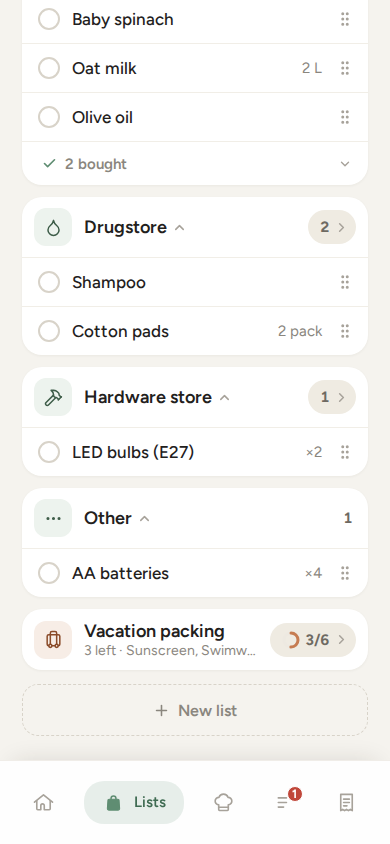 Baby spinach
Oat milk 2 L
Olive oil
2 bought
Drugstore 2
Shampoo
Cotton pads 2 pack
Hardware store 1
LED bulbs (E27) ×2
Other 1
AA batteries ×4
Vacation packing 3/6
3 left · Sunscreen, Swimw...
+ New list
Lists 1